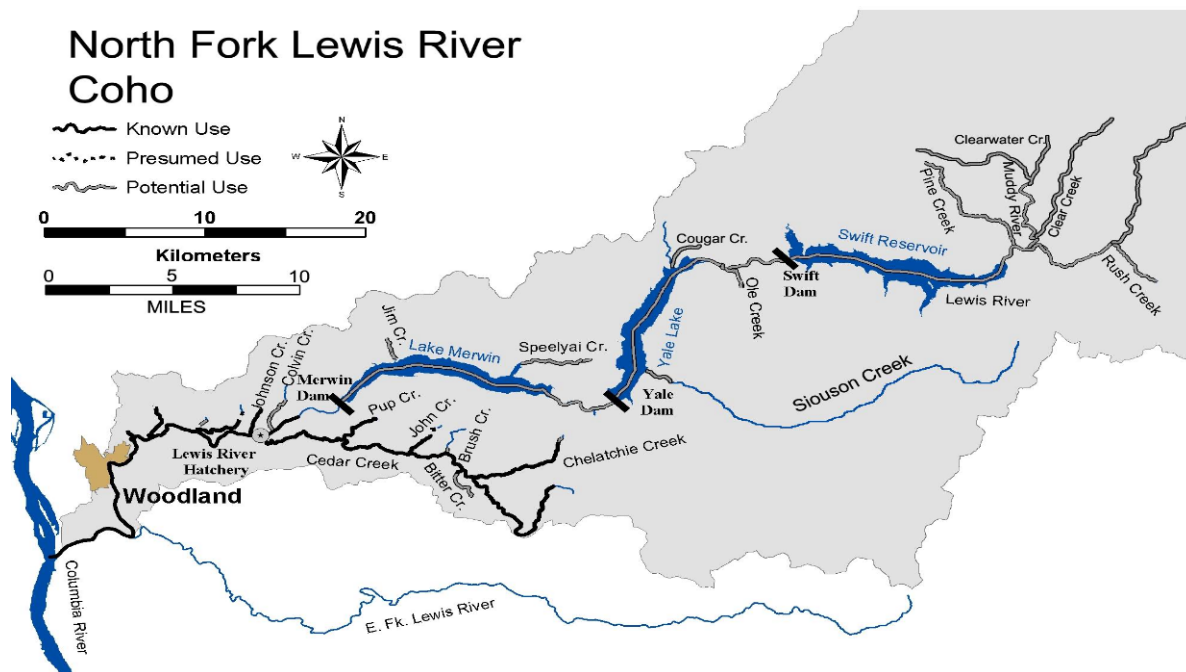 North Fork Lewis River
Coho
Known Use
Presumed Use
Potential Use
N
W
E
S
0 10 20
Kilometers
0 5 10
MILES
Clearwater Cr.
Muddy River
Clear Creek
Pine Creek
Rush Creek
Cougar Cr.
Swift Reservoir
Swift
Dam
Ole Creek
Lewis River
Yale Lake
Jim Cr.
Lake Merwin
Speelyai Cr.
Johnson Cr.
Colvin Cr.
Merwin
Dam
Yale
Dam
Siouson Creek
Pup Cr.
John Cr.
Brush Cr.
Lewis River
Hatchery
Cedar Creek
Bitter Cr.
Chelatchie Creek
Woodland
Columbia River
E. Fk. Lewis River